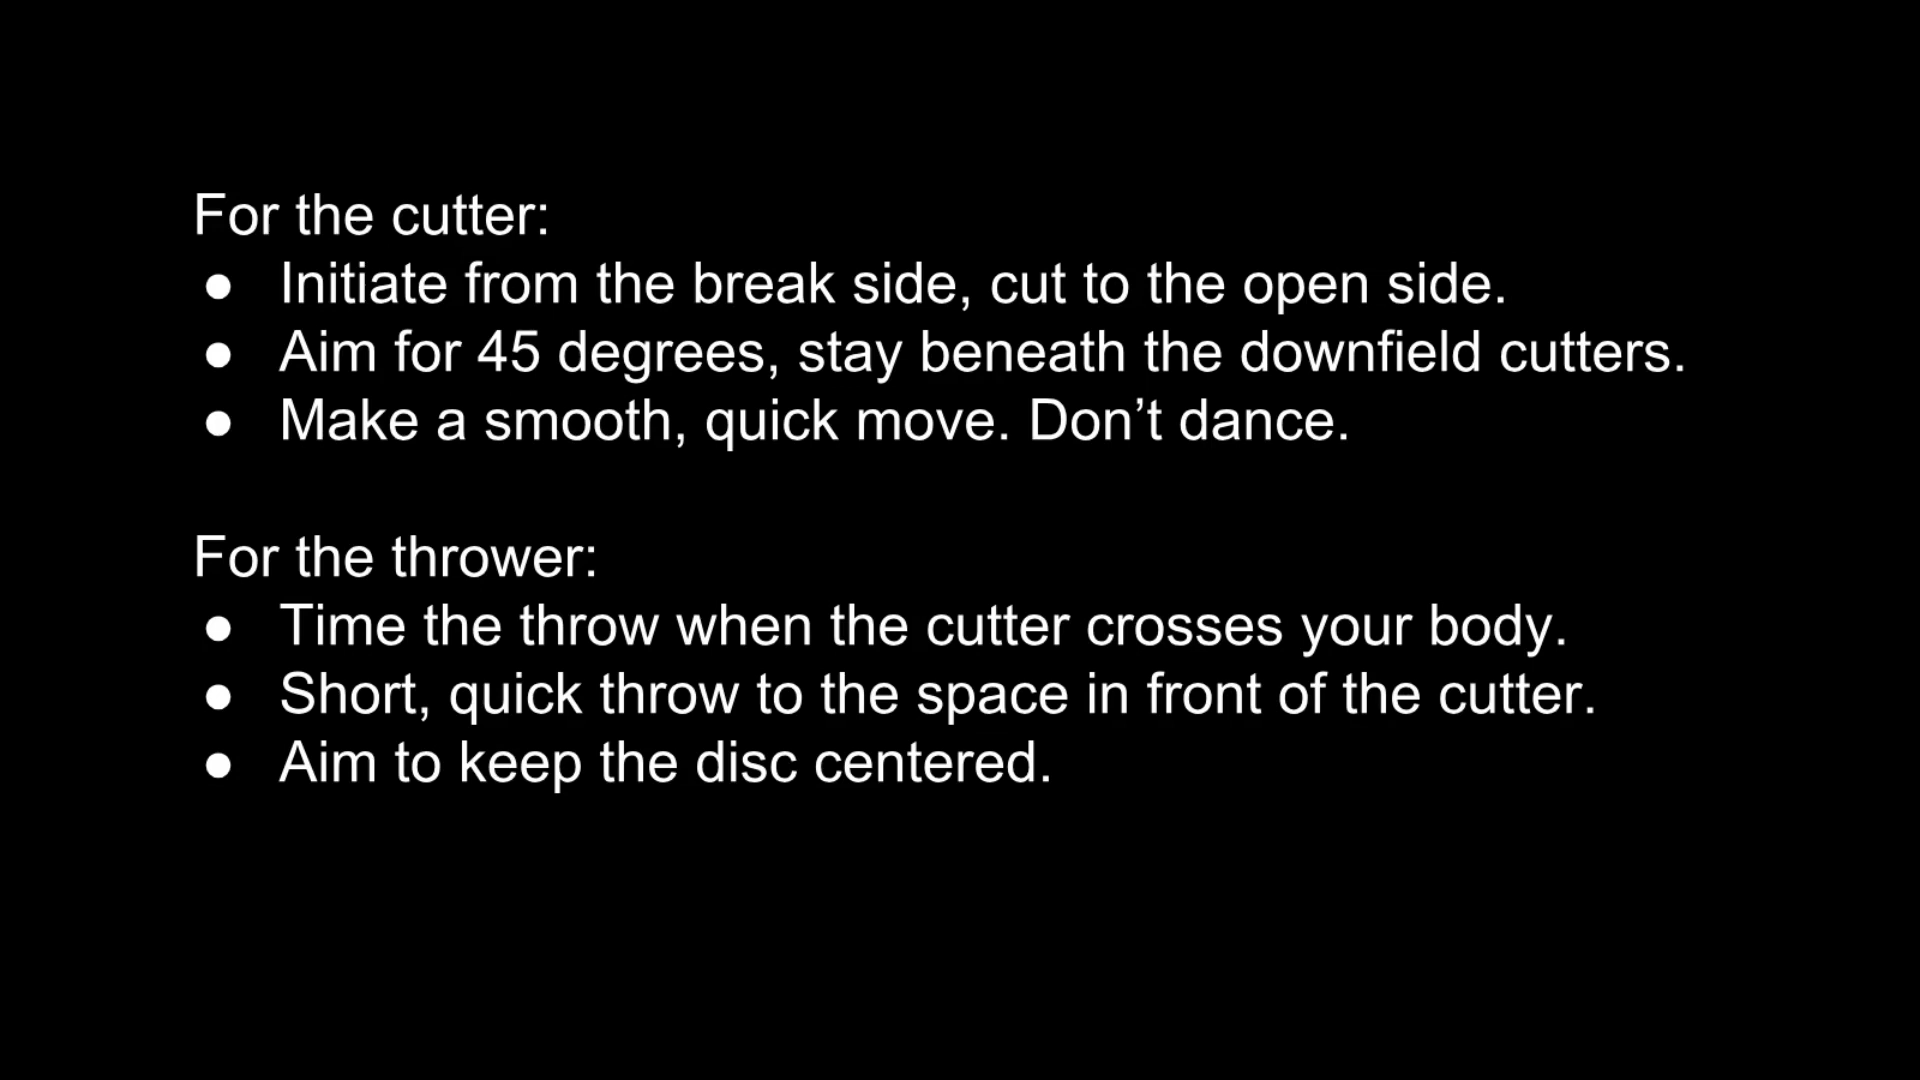 For the cutter:
● Initiate from the break side, cut to the open side.
● Aim for 45 degrees, stay beneath the downfield cutters.
● Make a smooth, quick move. Don’t dance.
For the thrower:
● Time the throw when the cutter crosses your body.
● Short, quick throw to the space in front of the cutter.
● Aim to keep the disc centered.